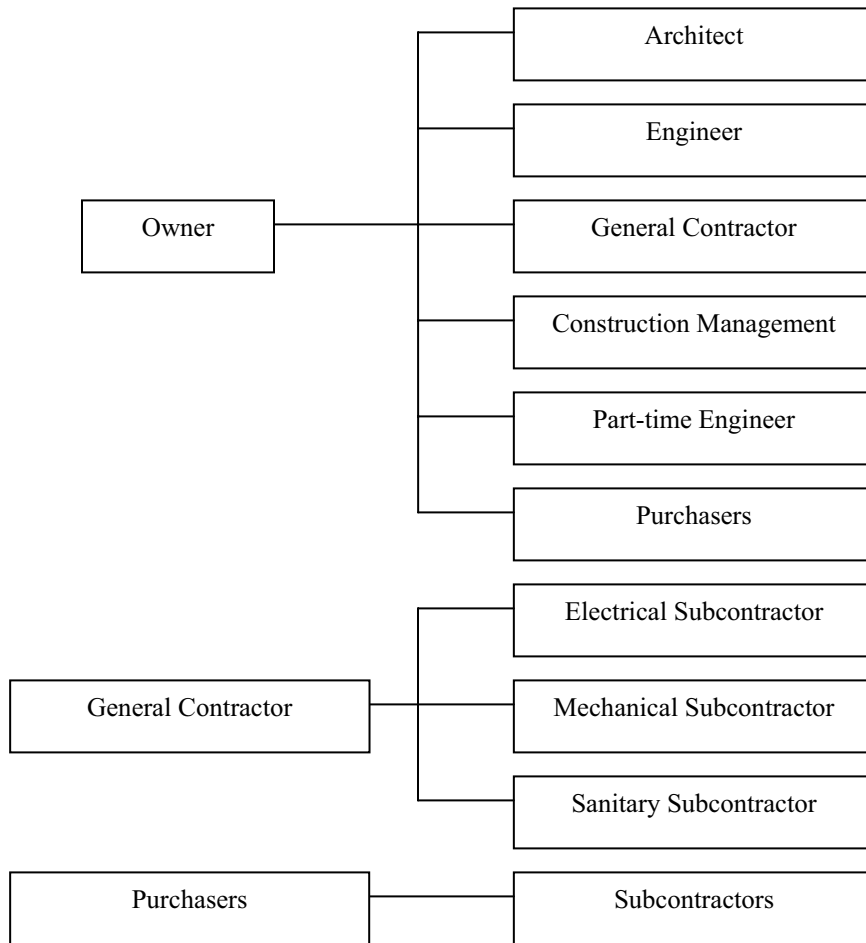 Architect
Engineer
Owner
General Contractor
Construction Management
Part-time Engineer
Purchasers
Electrical Subcontractor
General Contractor
Mechanical Subcontractor
Sanitary Subcontractor
Purchasers
Subcontractors